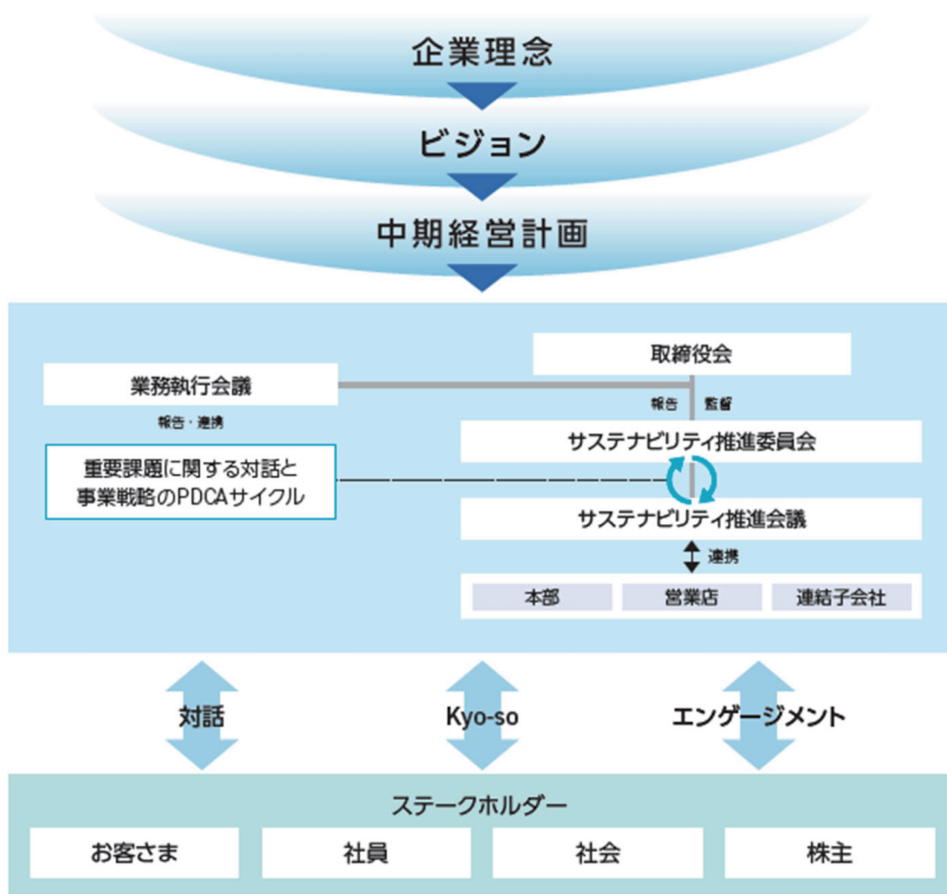 企業理念
ビジョン
中期経営計画
取締役会
業務執行会議
報告・連携
報告 監督
サステナビリティ推進委員会
重要課題に関する対話と
事業戦略のPDCAサイクル
サステナビリティ推進会議
連携
本部 営業店 連結子会社
対話 Kyo-so エンゲージメント
ステークホルダー
お客さま 社員 社会 株主